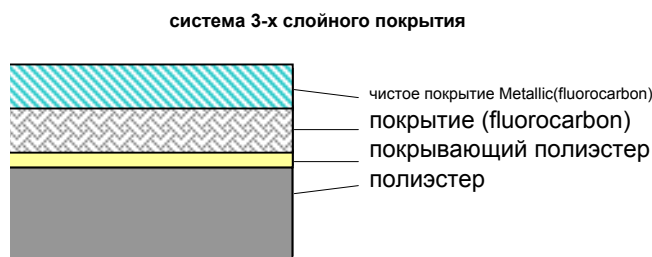 система 3-х слойного покрытия
чистое покрытие Metallic(fluorocarbon)
покрытие (fluorocarbon)
покрывающий полиэстер
полиэстер